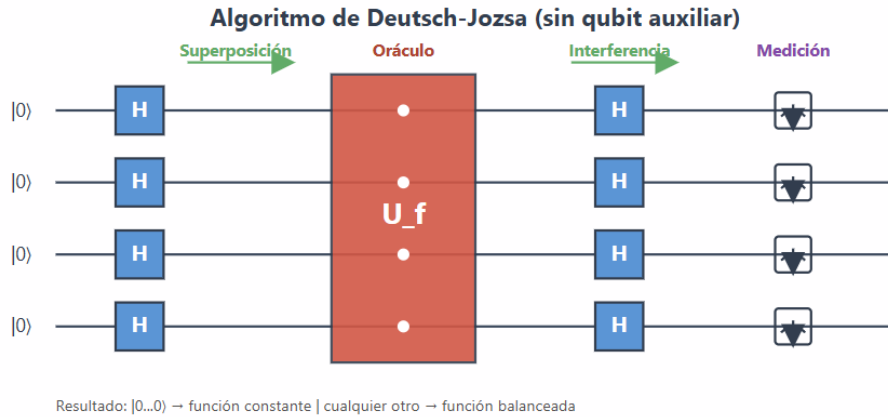 Algoritmo de Deutsch-Jozsa (sin qubit auxiliar)
Superposición Oráculo Interferencia Medición
|0⟩ H H
|0⟩ H H
U_f
|0⟩ H H
|0⟩ H H
Resultado: |0...0⟩ → función constante | cualquier otro → función balanceada